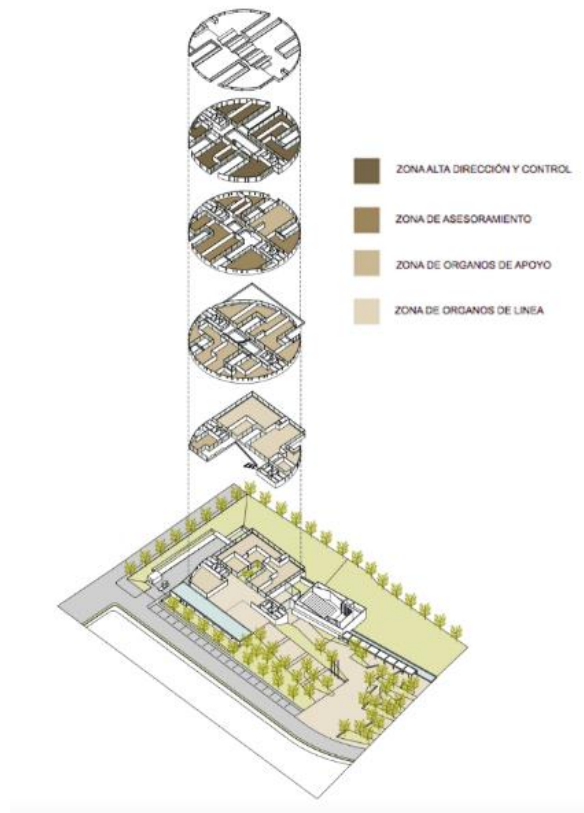 ZONA ALTA DIRECCIÓN Y CONTROL
ZONA DE ASESORAMIENTO
ZONA DE ORGANOS DE APOYO
ZONA DE ORGANOS DE LINEA